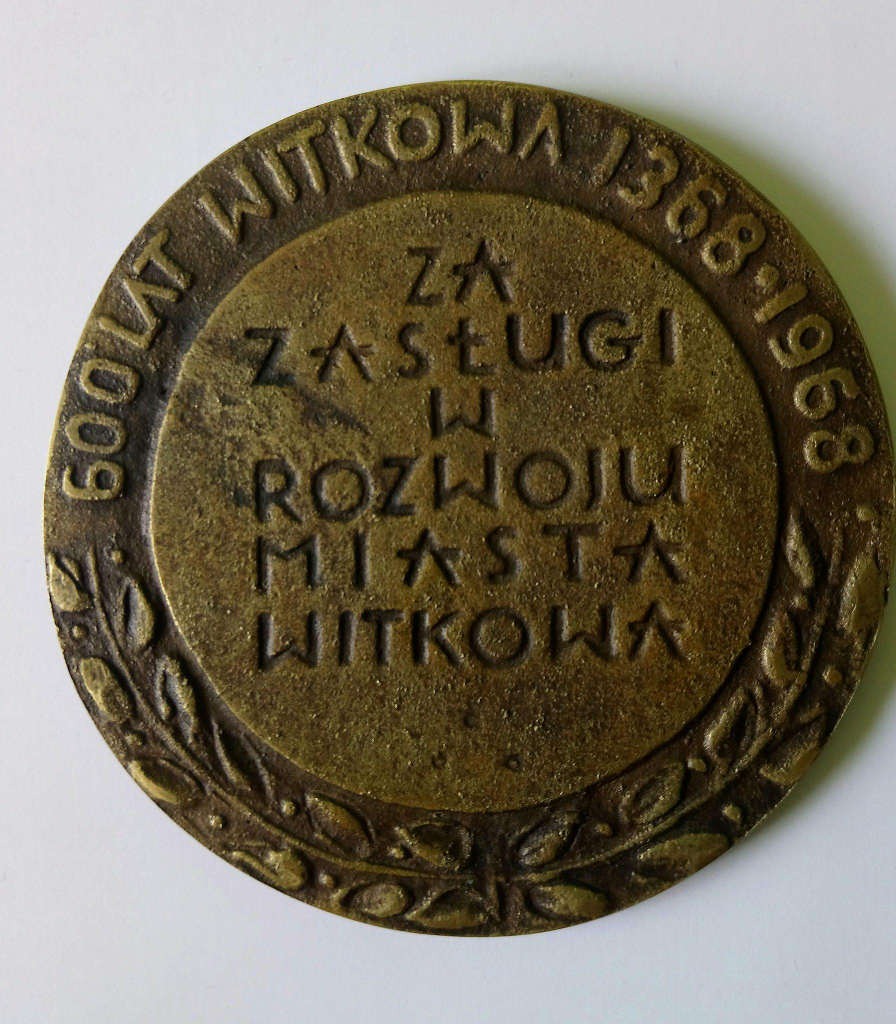 600 LAT WITKOWA 1368 · 1968
ZA
ZASŁUGI
W
ROZWOJU
MIASTA
WITKOWA